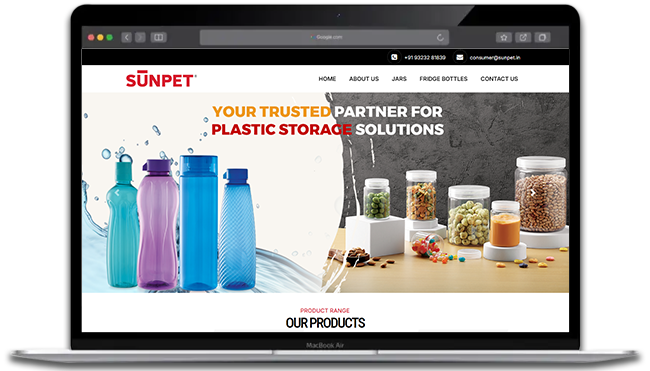 Google.com
+91 93232 81839
consumer@sunpet.in
SUNPET®
HOME ABOUT US JARS FRIDGE BOTTLES CONTACT US
YOUR TRUSTED PARTNER FOR
PLASTIC STORAGE SOLUTIONS
PRODUCT RANGE
OUR PRODUCTS
MacBook Air